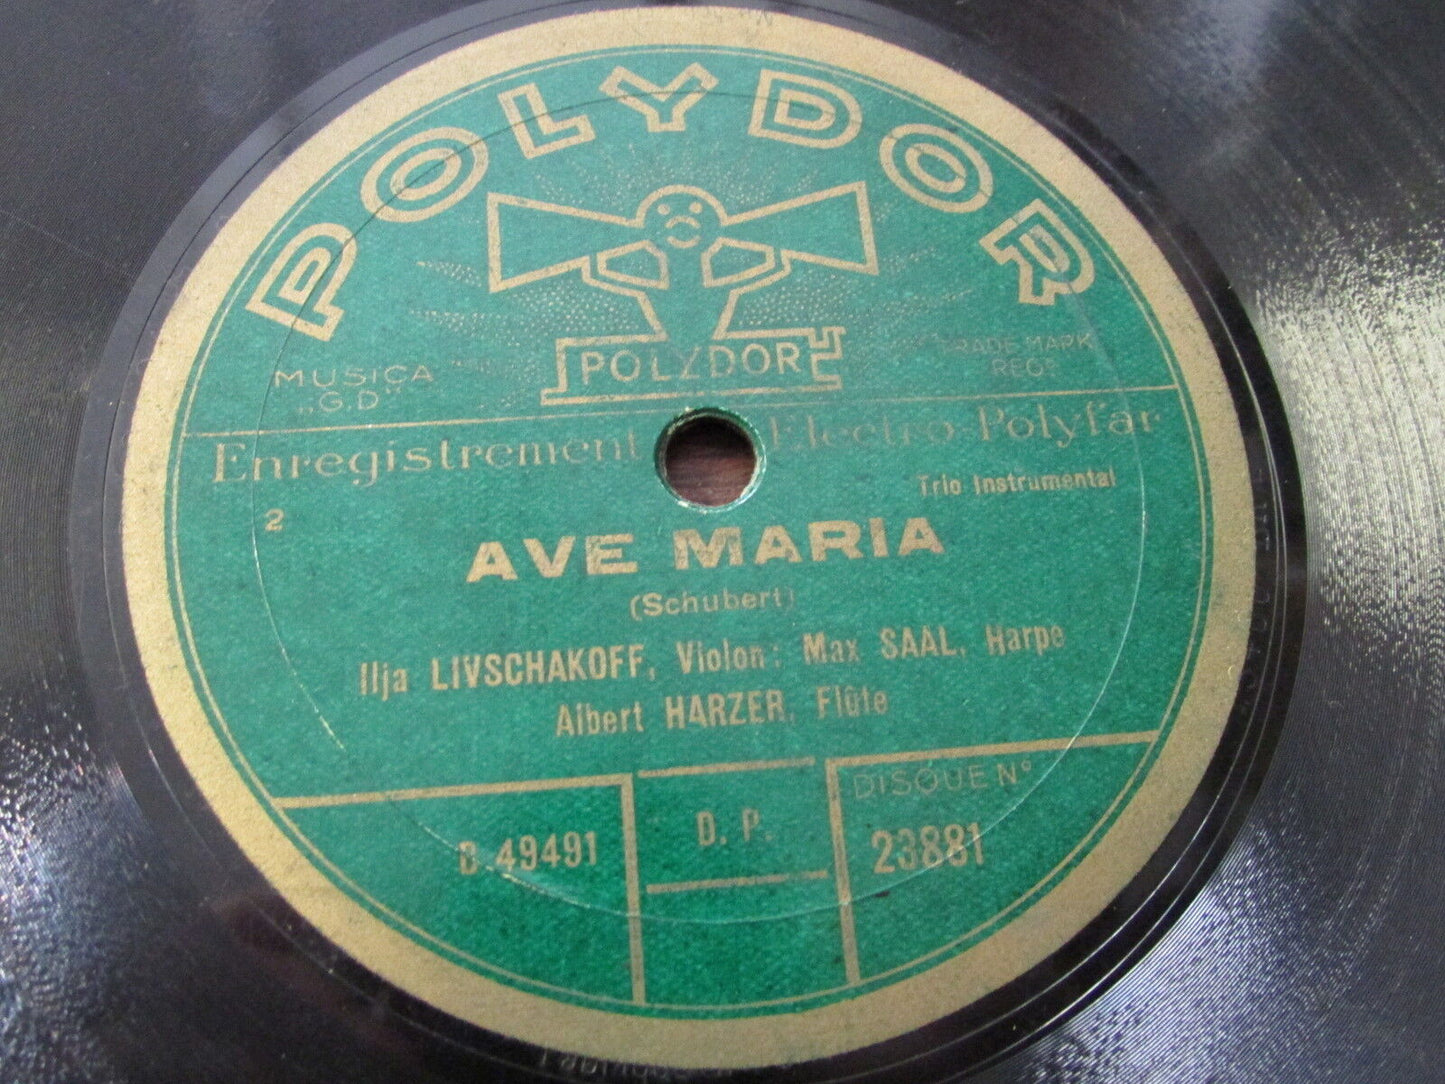 POLYDOR
POLYDOR
MUSICA
„G.D"
TRADE MARK
REGD
Enregistrement Electro-Polyfar
Trio Instrumental
2
AVE MARIA
(Schubert)
Ilja LIVSCHAKOFF, Violon: Max SAAL, Harpe
Albert HARZER, Flûte
B 49491
D. P.
DISQUE No
23881